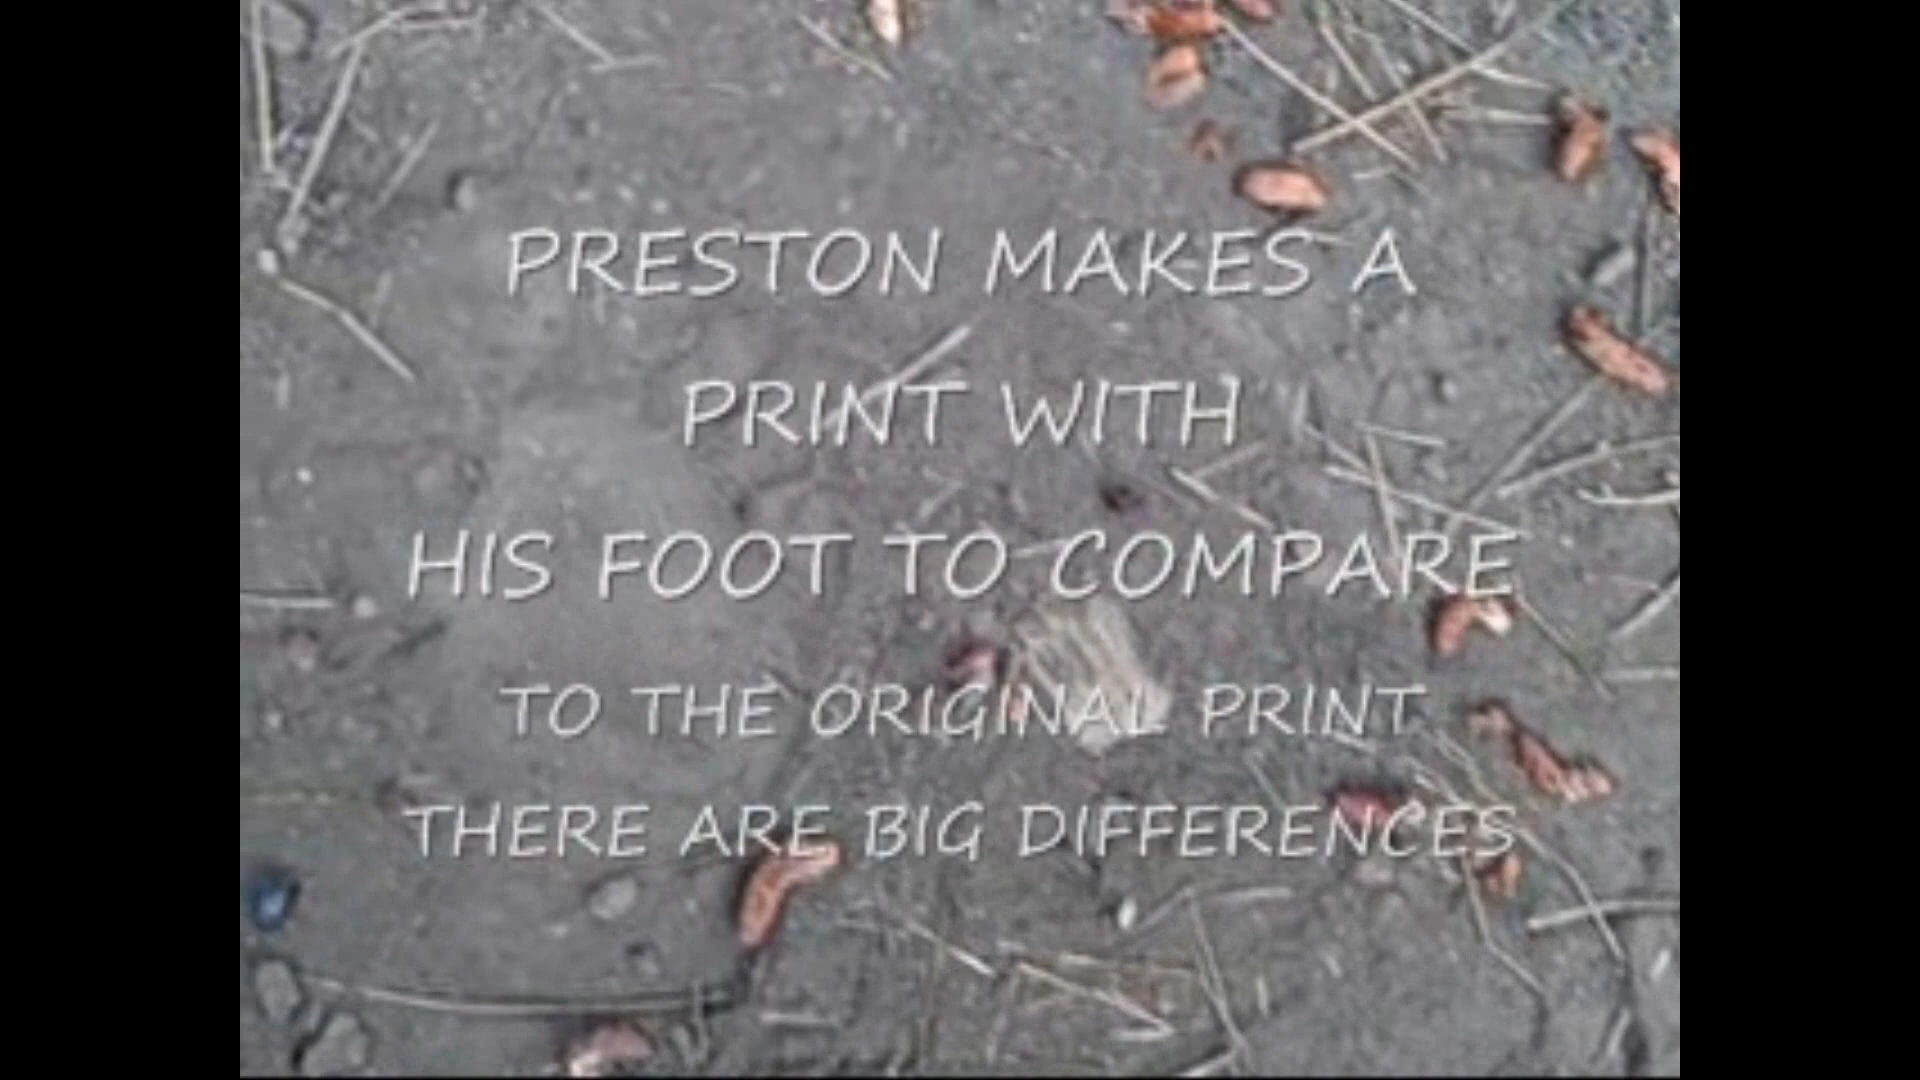 PRESTON MAKES A
PRINT WITH
HIS FOOT TO COMPARE
TO THE ORIGINAL PRINT
THERE ARE BIG DIFFERENCES